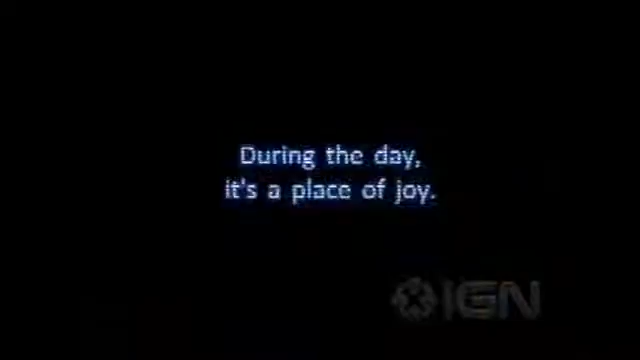 During the day,
it's a place of joy.
IGN